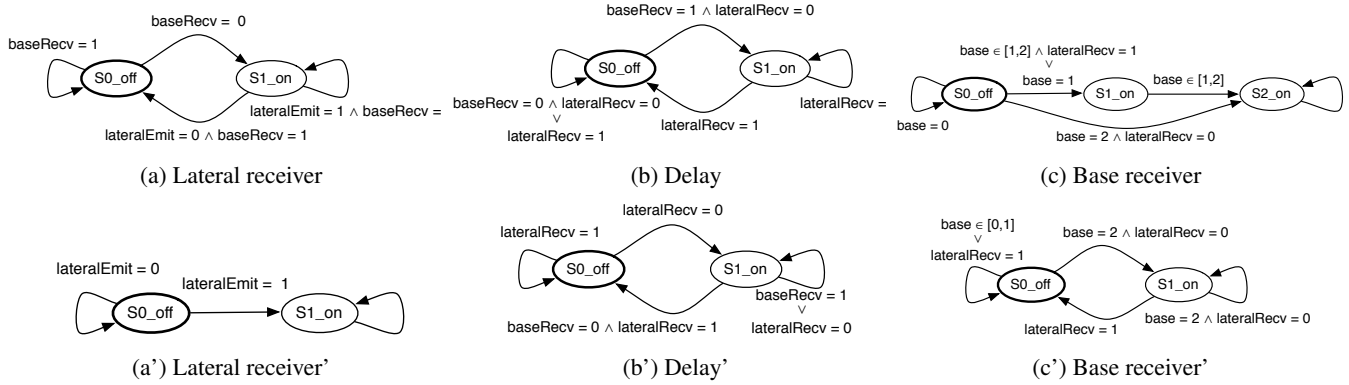 baseRecv = 0
baseRecv = 1
S0_off
S1_on
lateralEmit = 1 ∧ baseRecv =
lateralEmit = 0 ∧ baseRecv = 1
(a) Lateral receiver
baseRecv = 1 ∧ lateralRecv = 0
S0_off
S1_on
baseRecv = 0 ∧ lateralRecv = 0
∨
lateralRecv = 1
lateralRecv =
lateralRecv = 1
(b) Delay
base ∈ [1,2] ∧ lateralRecv = 1
∨
base = 1
base ∈ [1,2]
S0_off
S1_on
S2_on
base = 0
base = 2 ∧ lateralRecv = 0
(c) Base receiver
lateralEmit = 0
lateralEmit = 1
S0_off
S1_on
(a') Lateral receiver'
lateralRecv = 0
lateralRecv = 1
S0_off
S1_on
baseRecv = 1
∨
lateralRecv = 0
baseRecv = 0 ∧ lateralRecv = 1
(b') Delay'
base ∈ [0,1]
∨
lateralRecv = 1
base = 2 ∧ lateralRecv = 0
S0_off
S1_on
base = 2 ∧ lateralRecv = 0
lateralRecv = 1
(c') Base receiver'